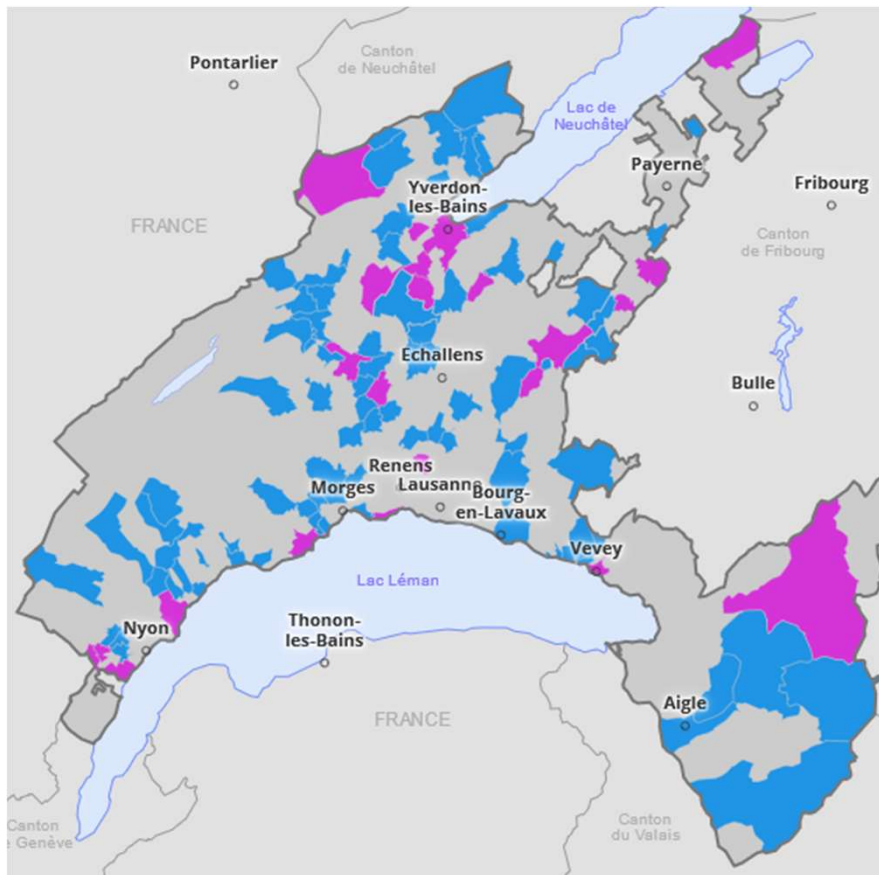 Canton
de Neuchâtel
Pontarlier
Lac de
Neuchâtel
Payerne
Yverdon-
les-Bains
Fribourg
FRANCE
Canton
de Fribourg
Echallens
Bulle
Renens
Lausanne
Morges
Bourg-
en-Lavaux
Vevey
Lac Léman
Thonon-
les-Bains
Nyon
Aigle
FRANCE
Canton
du Valais
Canton
e Genève